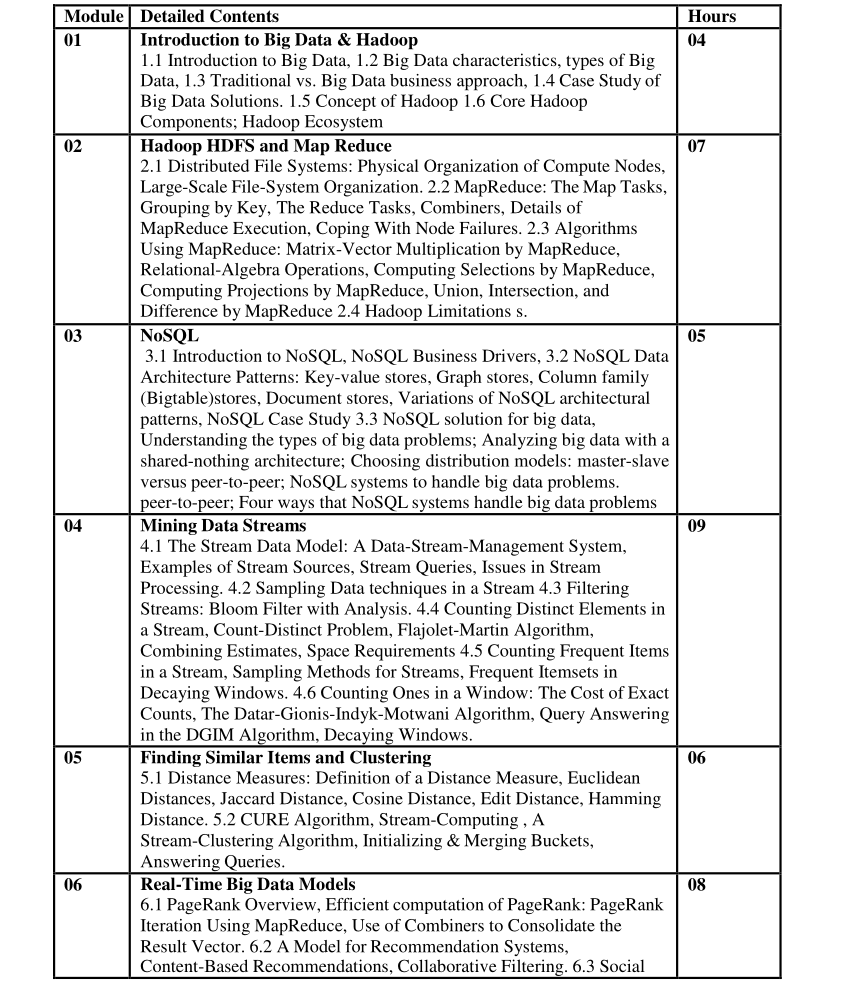 Module Detailed Contents Hours
01 Introduction to Big Data & Hadoop 04
1.1 Introduction to Big Data, 1.2 Big Data characteristics, types of Big
Data, 1.3 Traditional vs. Big Data business approach, 1.4 Case Study of
Big Data Solutions. 1.5 Concept of Hadoop 1.6 Core Hadoop
Components; Hadoop Ecosystem
02 Hadoop HDFS and Map Reduce 07
2.1 Distributed File Systems: Physical Organization of Compute Nodes,
Large-Scale File-System Organization. 2.2 MapReduce: The Map Tasks,
Grouping by Key, The Reduce Tasks, Combiners, Details of
MapReduce Execution, Coping With Node Failures. 2.3 Algorithms
Using MapReduce: Matrix-Vector Multiplication by MapReduce,
Relational-Algebra Operations, Computing Selections by MapReduce,
Computing Projections by MapReduce, Union, Intersection, and
Difference by MapReduce 2.4 Hadoop Limitations s.
03 NoSQL 05
3.1 Introduction to NoSQL, NoSQL Business Drivers, 3.2 NoSQL Data
Architecture Patterns: Key-value stores, Graph stores, Column family
(Bigtable)stores, Document stores, Variations of NoSQL architectural
patterns, NoSQL Case Study 3.3 NoSQL solution for big data,
Understanding the types of big data problems; Analyzing big data with a
shared-nothing architecture; Choosing distribution models: master-slave
versus peer-to-peer; NoSQL systems to handle big data problems.
peer-to-peer; Four ways that NoSQL systems handle big data problems
04 Mining Data Streams 09
4.1 The Stream Data Model: A Data-Stream-Management System,
Examples of Stream Sources, Stream Queries, Issues in Stream
Processing. 4.2 Sampling Data techniques in a Stream 4.3 Filtering
Streams: Bloom Filter with Analysis. 4.4 Counting Distinct Elements in
a Stream, Count-Distinct Problem, Flajolet-Martin Algorithm,
Combining Estimates, Space Requirements 4.5 Counting Frequent Items
in a Stream, Sampling Methods for Streams, Frequent Itemsets in
Decaying Windows. 4.6 Counting Ones in a Window: The Cost of Exact
Counts, The Datar-Gionis-Indyk-Motwani Algorithm, Query Answering
in the DGIM Algorithm, Decaying Windows.
05 Finding Similar Items and Clustering 06
5.1 Distance Measures: Definition of a Distance Measure, Euclidean
Distances, Jaccard Distance, Cosine Distance, Edit Distance, Hamming
Distance. 5.2 CURE Algorithm, Stream-Computing , A
Stream-Clustering Algorithm, Initializing & Merging Buckets,
Answering Queries.
06 Real-Time Big Data Models 08
6.1 PageRank Overview, Efficient computation of PageRank: PageRank
Iteration Using MapReduce, Use of Combiners to Consolidate the
Result Vector. 6.2 A Model for Recommendation Systems,
Content-Based Recommendations, Collaborative Filtering. 6.3 Social